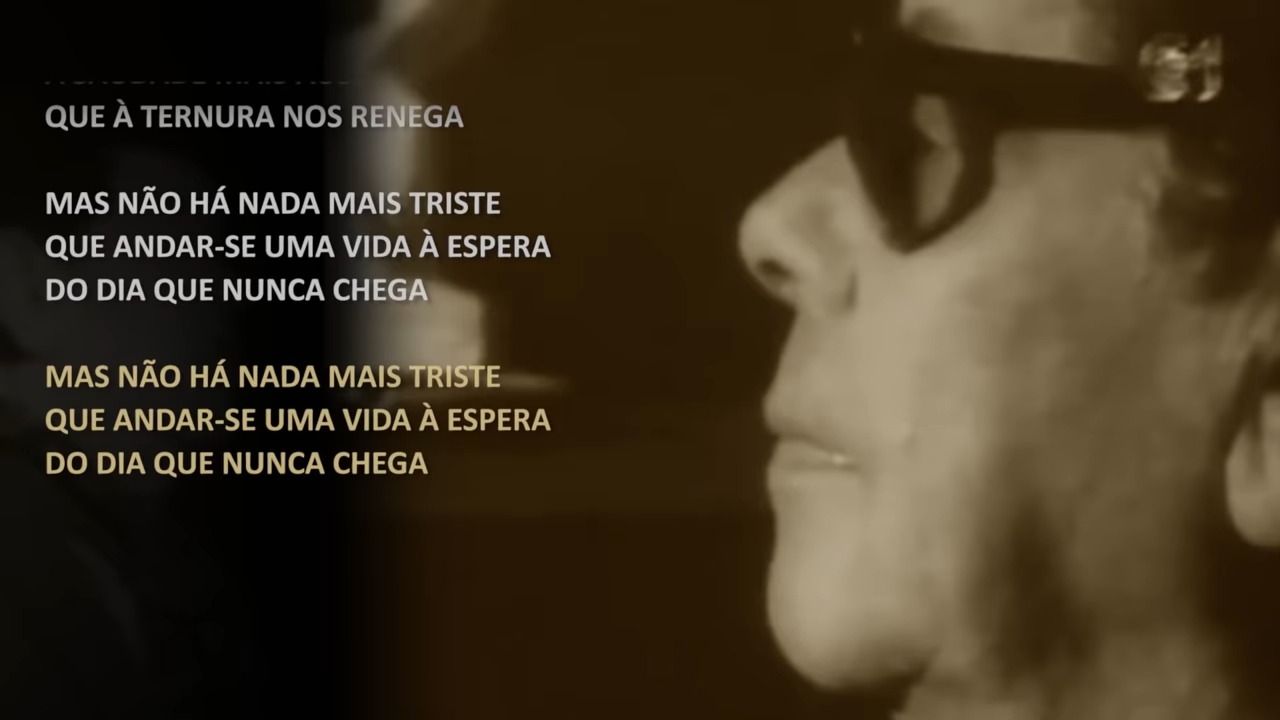 QUE À TERNURA NOS RENEGA
MAS NÃO HÁ NADA MAIS TRISTE
QUE ANDAR-SE UMA VIDA À ESPERA
DO DIA QUE NUNCA CHEGA
MAS NÃO HÁ NADA MAIS TRISTE
QUE ANDAR-SE UMA VIDA À ESPERA
DO DIA QUE NUNCA CHEGA